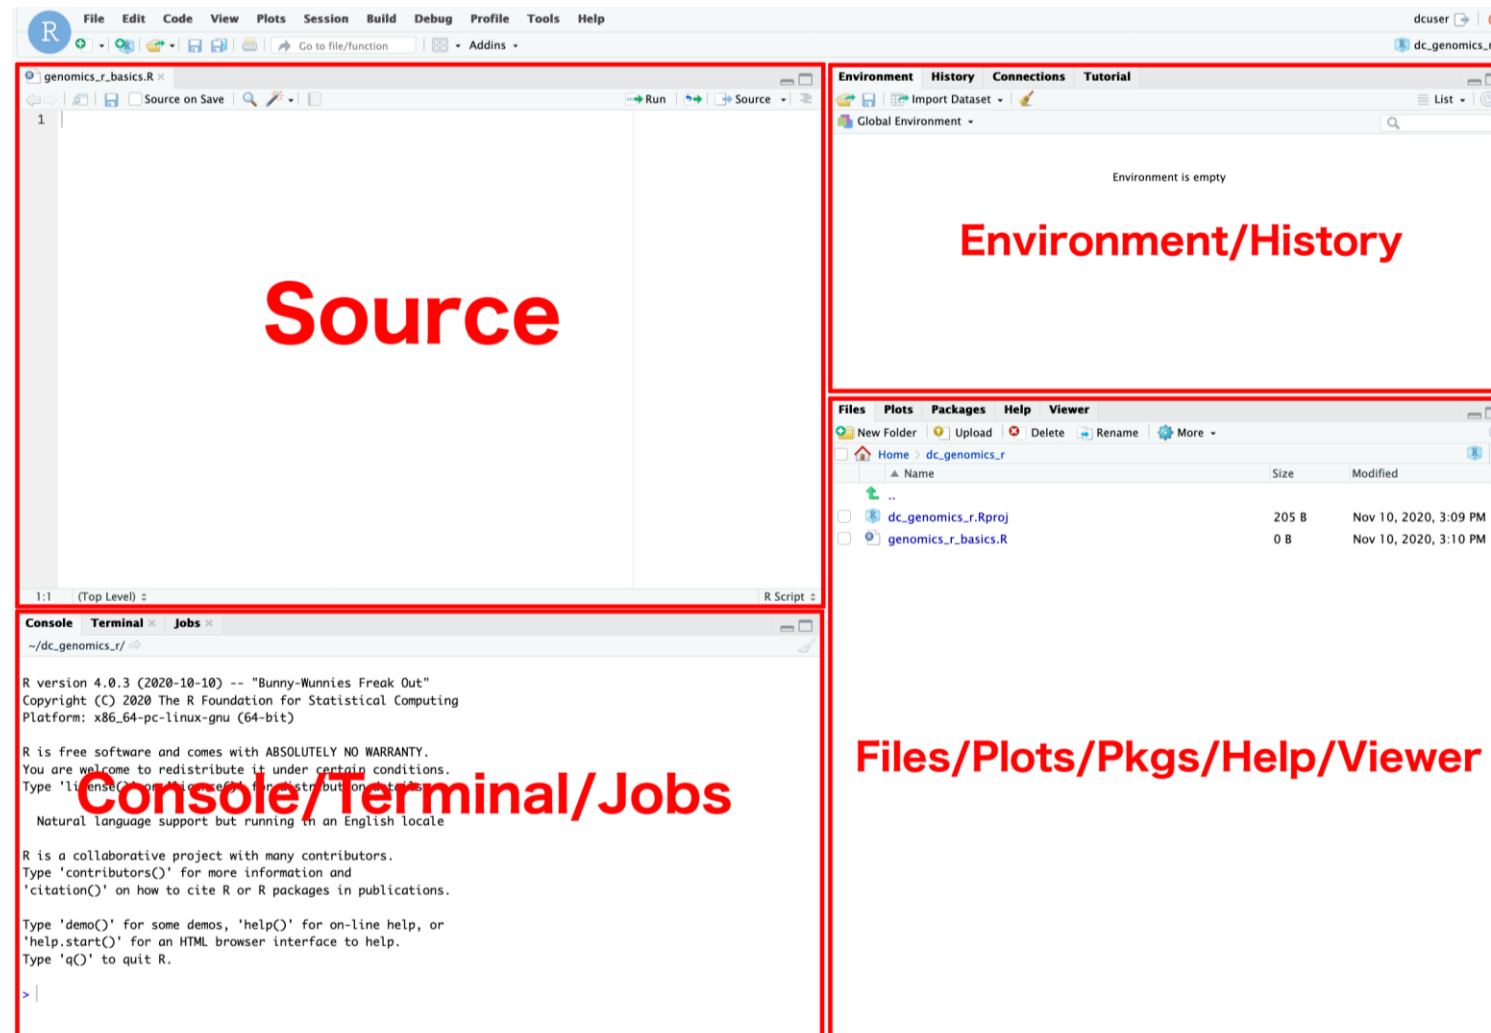 R File Edit Code View Plots Session Build Debug Profile Tools Help dcuser
Go to file/function Addins dc_genomics_r
genomics_r_basics.R
Source on Save Run Source
1
Source
1:1 (Top Level) R Script
Console Terminal Jobs
~/dc_genomics_r/
R version 4.0.3 (2020-10-10) -- "Bunny-Wunnies Freak Out"
Copyright (C) 2020 The R Foundation for Statistical Computing
Platform: x86_64-pc-linux-gnu (64-bit)
R is free software and comes with ABSOLUTELY NO WARRANTY.
You are welcome to redistribute it under certain conditions.
Type 'license()' or 'licence()' for distribution details.
Console/Terminal/Jobs
Natural language support but running in an English locale
R is a collaborative project with many contributors.
Type 'contributors()' for more information and
'citation()' on how to cite R or R packages in publications.
Type 'demo()' for some demos, 'help()' for on-line help, or
'help.start()' for an HTML browser interface to help.
Type 'q()' to quit R.
>
Environment History Connections Tutorial
Import Dataset List
Global Environment
Environment is empty
Environment/History
Files Plots Packages Help Viewer
New Folder Upload Delete Rename More
Home dc_genomics_r
Name Size Modified
..
dc_genomics_r.Rproj 205 B Nov 10, 2020, 3:09 PM
genomics_r_basics.R 0 B Nov 10, 2020, 3:10 PM
Files/Plots/Pkgs/Help/Viewer